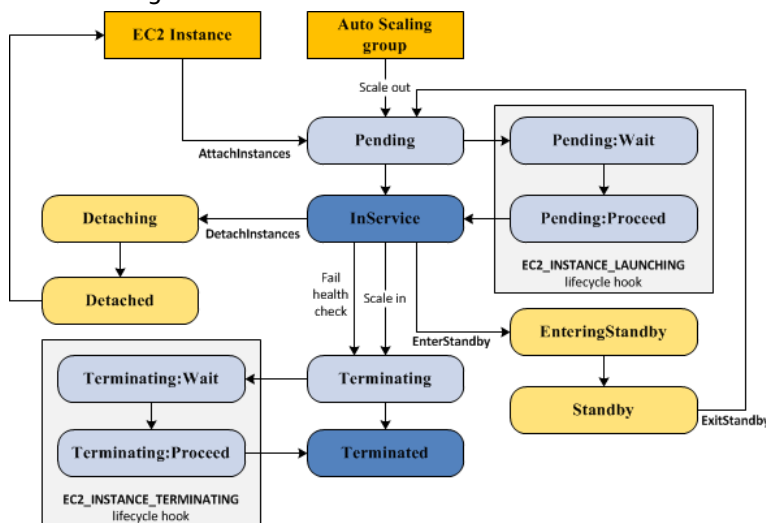 EC2 Instance
Auto Scaling
group
Scale out
AttachInstances
Pending
Pending:Wait
Pending:Proceed
EC2_INSTANCE_LAUNCHING
lifecycle hook
InService
DetachInstances
Detaching
Detached
Fail
health
check
Scale in
EnterStandby
EnteringStandby
Standby
ExitStandby
Terminating
Terminating:Wait
Terminating:Proceed
EC2_INSTANCE_TERMINATING
lifecycle hook
Terminated